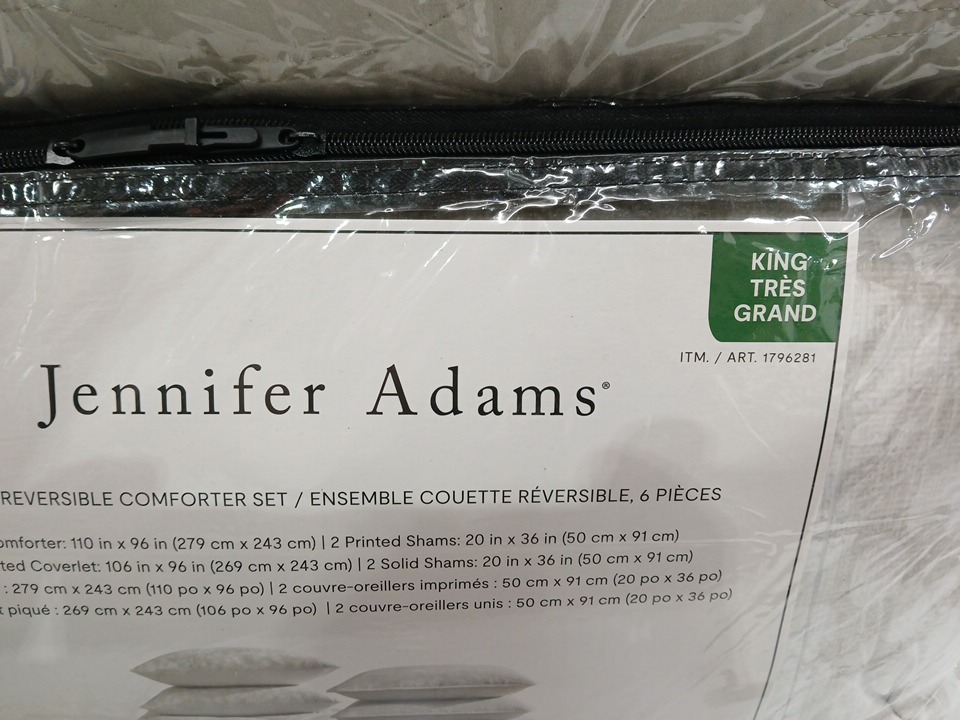 KING
TRÈS
GRAND
ITM. / ART. 1796281
Jennifer Adams®
REVERSIBLE COMFORTER SET / ENSEMBLE COUETTE RÉVERSIBLE, 6 PIÈCES
omforter: 110 in x 96 in (279 cm x 243 cm) | 2 Printed Shams: 20 in x 36 in (50 cm x 91 cm)
ted Coverlet: 106 in x 96 in (269 cm x 243 cm) | 2 Solid Shams: 20 in x 36 in (50 cm x 91 cm)
: 279 cm x 243 cm (110 po x 96 po) | 2 couvre-oreillers imprimés : 50 cm x 91 cm (20 po x 36 po)
piqué : 269 cm x 243 cm (106 po x 96 po) | 2 couvre-oreillers unis : 50 cm x 91 cm (20 po x 36 po)